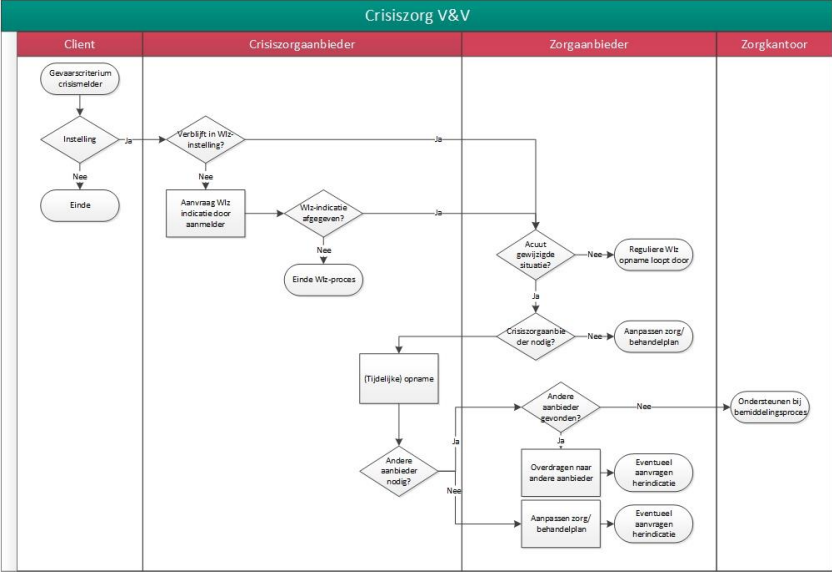 Crisiszorg V&V
Client
Crisiszorgaanbieder
Zorgaanbieder
Zorgkantoor
Gevaarscriterium
crisismelder
Instelling
Ja
Verblijft in Wlz-
instelling?
Ja
Nee
Nee
Einde
Aanvraag Wlz
indicatie door
aanmelder
Wlz-indicatie
afgegeven?
Ja
Nee
Einde Wlz-proces
Acuut
gewijzigde
situatie?
Nee
Reguliere Wlz
opname loopt door
Ja
Crisiszorgaanbie
der nodig?
Nee
Aanpassen zorg/
behandelplan
(Tijdelijke) opname
Andere
aanbieder
gevonden?
Nee
Ondersteunen bij
bemiddelingsproces
Ja
Ja
Andere
aanbieder
nodig?
Nee
Overdragen naar
andere aanbieder
Eventueel
aanvragen
herindicatie
Aanpassen zorg/
behandelplan
Eventueel
aanvragen
herindicatie